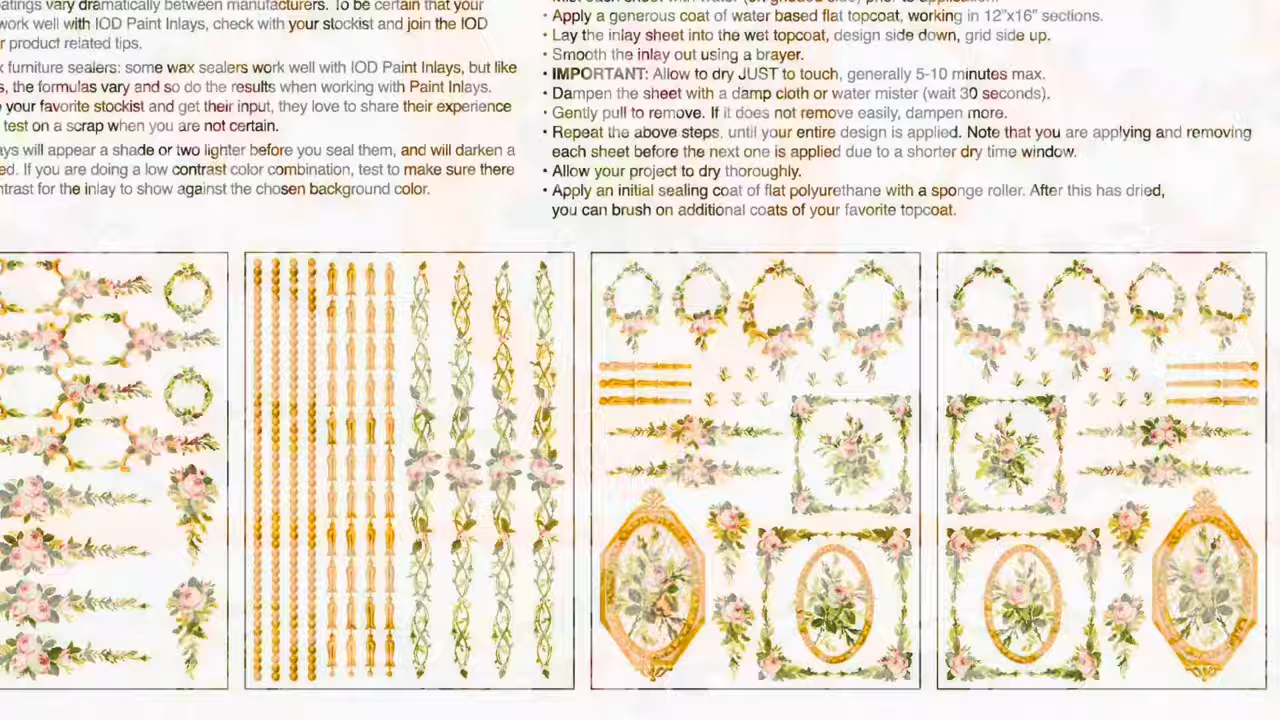 atings vary dramatically between manufacturers. To be certain that your
work well with IOD Paint Inlays, check with your stockist and join the IOD
r product related tips.
x furniture sealers: some wax sealers work well with IOD Paint Inlays, but like
s, the formulas vary and so do the results when working with Paint Inlays.
your favorite stockist and get their input, they love to share their experience
test on a scrap when you are not certain.
ays will appear a shade or two lighter before you seal them, and will darken a
ed. If you are doing a low contrast color combination, test to make sure there
ntrast for the inlay to show against the chosen background color.
• Apply a generous coat of water based flat topcoat, working in 12"x16" sections.
• Lay the inlay sheet into the wet topcoat, design side down, grid side up.
• Smooth the inlay out using a brayer.
• IMPORTANT: Allow to dry JUST to touch, generally 5-10 minutes max.
• Dampen the sheet with a damp cloth or water mister (wait 30 seconds).
• Gently pull to remove. If it does not remove easily, dampen more.
• Repeat the above steps, until your entire design is applied. Note that you are applying and removing
each sheet before the next one is applied due to a shorter dry time window.
• Allow your project to dry thoroughly.
• Apply an initial sealing coat of flat polyurethane with a sponge roller. After this has dried,
you can brush on additional coats of your favorite topcoat.